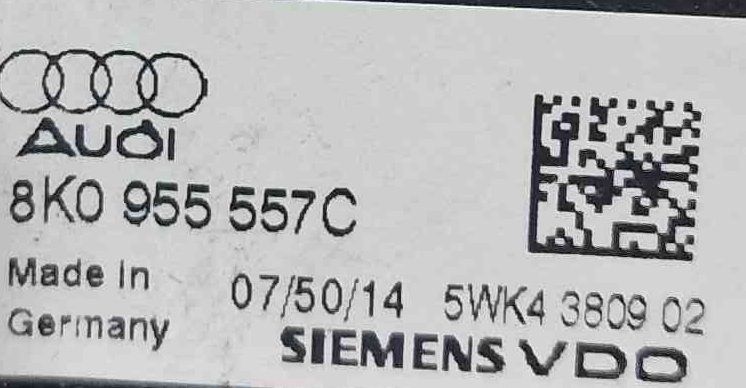 AUDI
8K0 955 557C
Made In
Germany
07/50/14 5WK4 3809 02
SIEMENS VDO